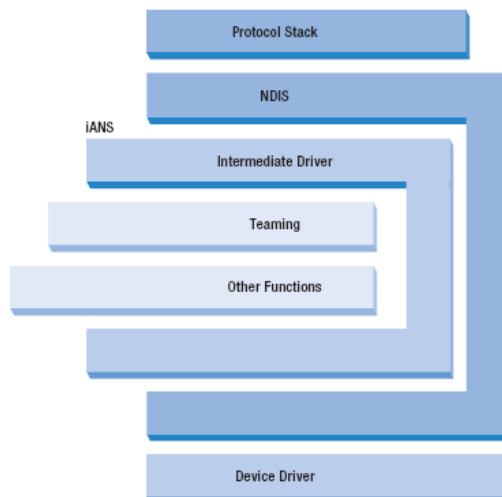 Protocol Stack
NDIS
iANS
Intermediate Driver
Teaming
Other Functions
Device Driver